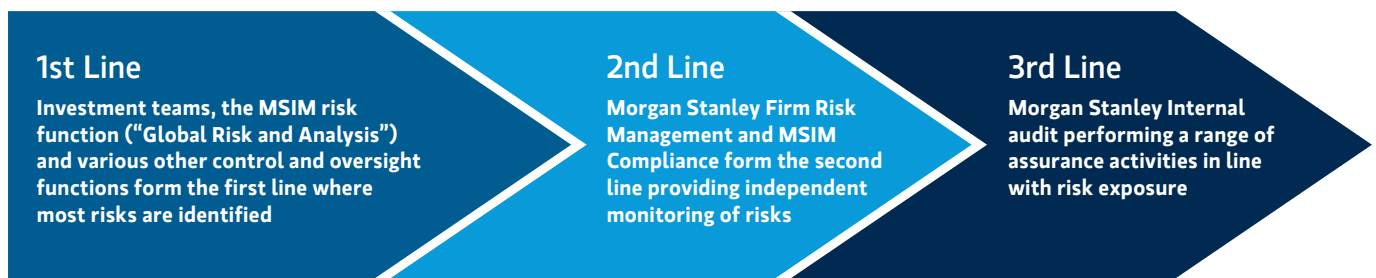 1st Line
Investment teams, the MSIM risk
function (“Global Risk and Analysis”)
and various other control and oversight
functions form the first line where
most risks are identified
2nd Line
Morgan Stanley Firm Risk
Management and MSIM
Compliance form the second
line providing independent
monitoring of risks
3rd Line
Morgan Stanley Internal
audit performing a range of
assurance activities in line
with risk exposure